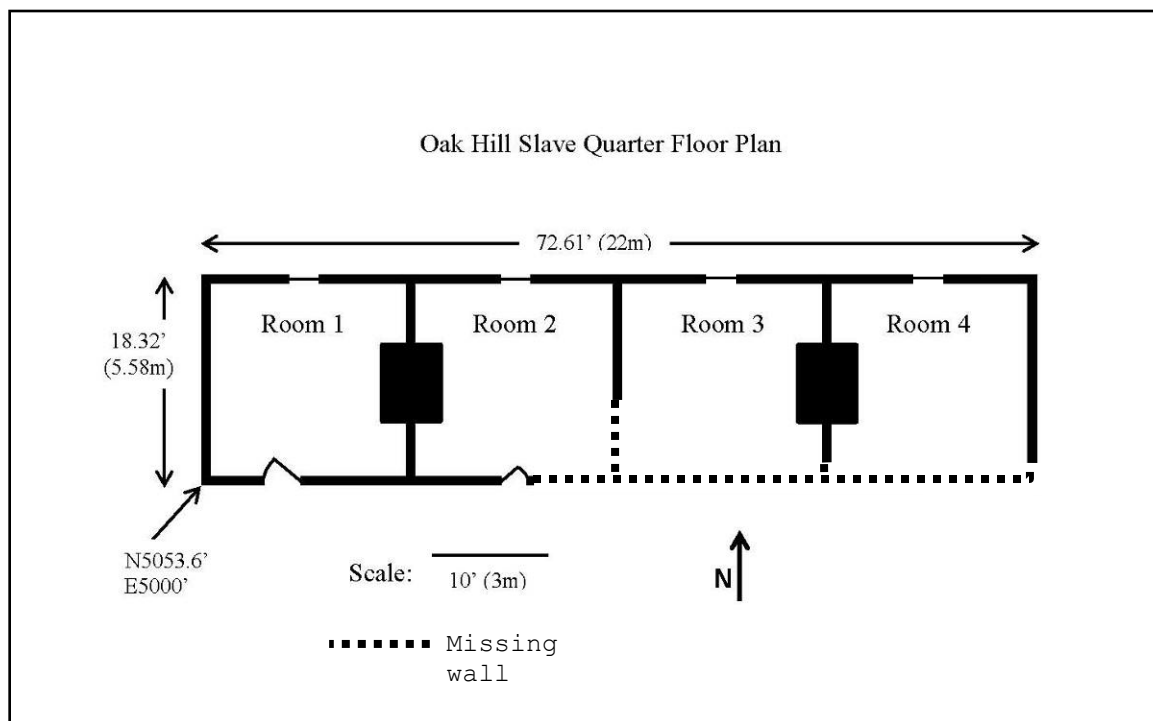 Oak Hill Slave Quarter Floor Plan
72.61' (22m)
Room 1
Room 2
Room 3
Room 4
18.32'
(5.58m)
N5053.6'
E5000'
Scale:
10' (3m)
N
Missing
wall